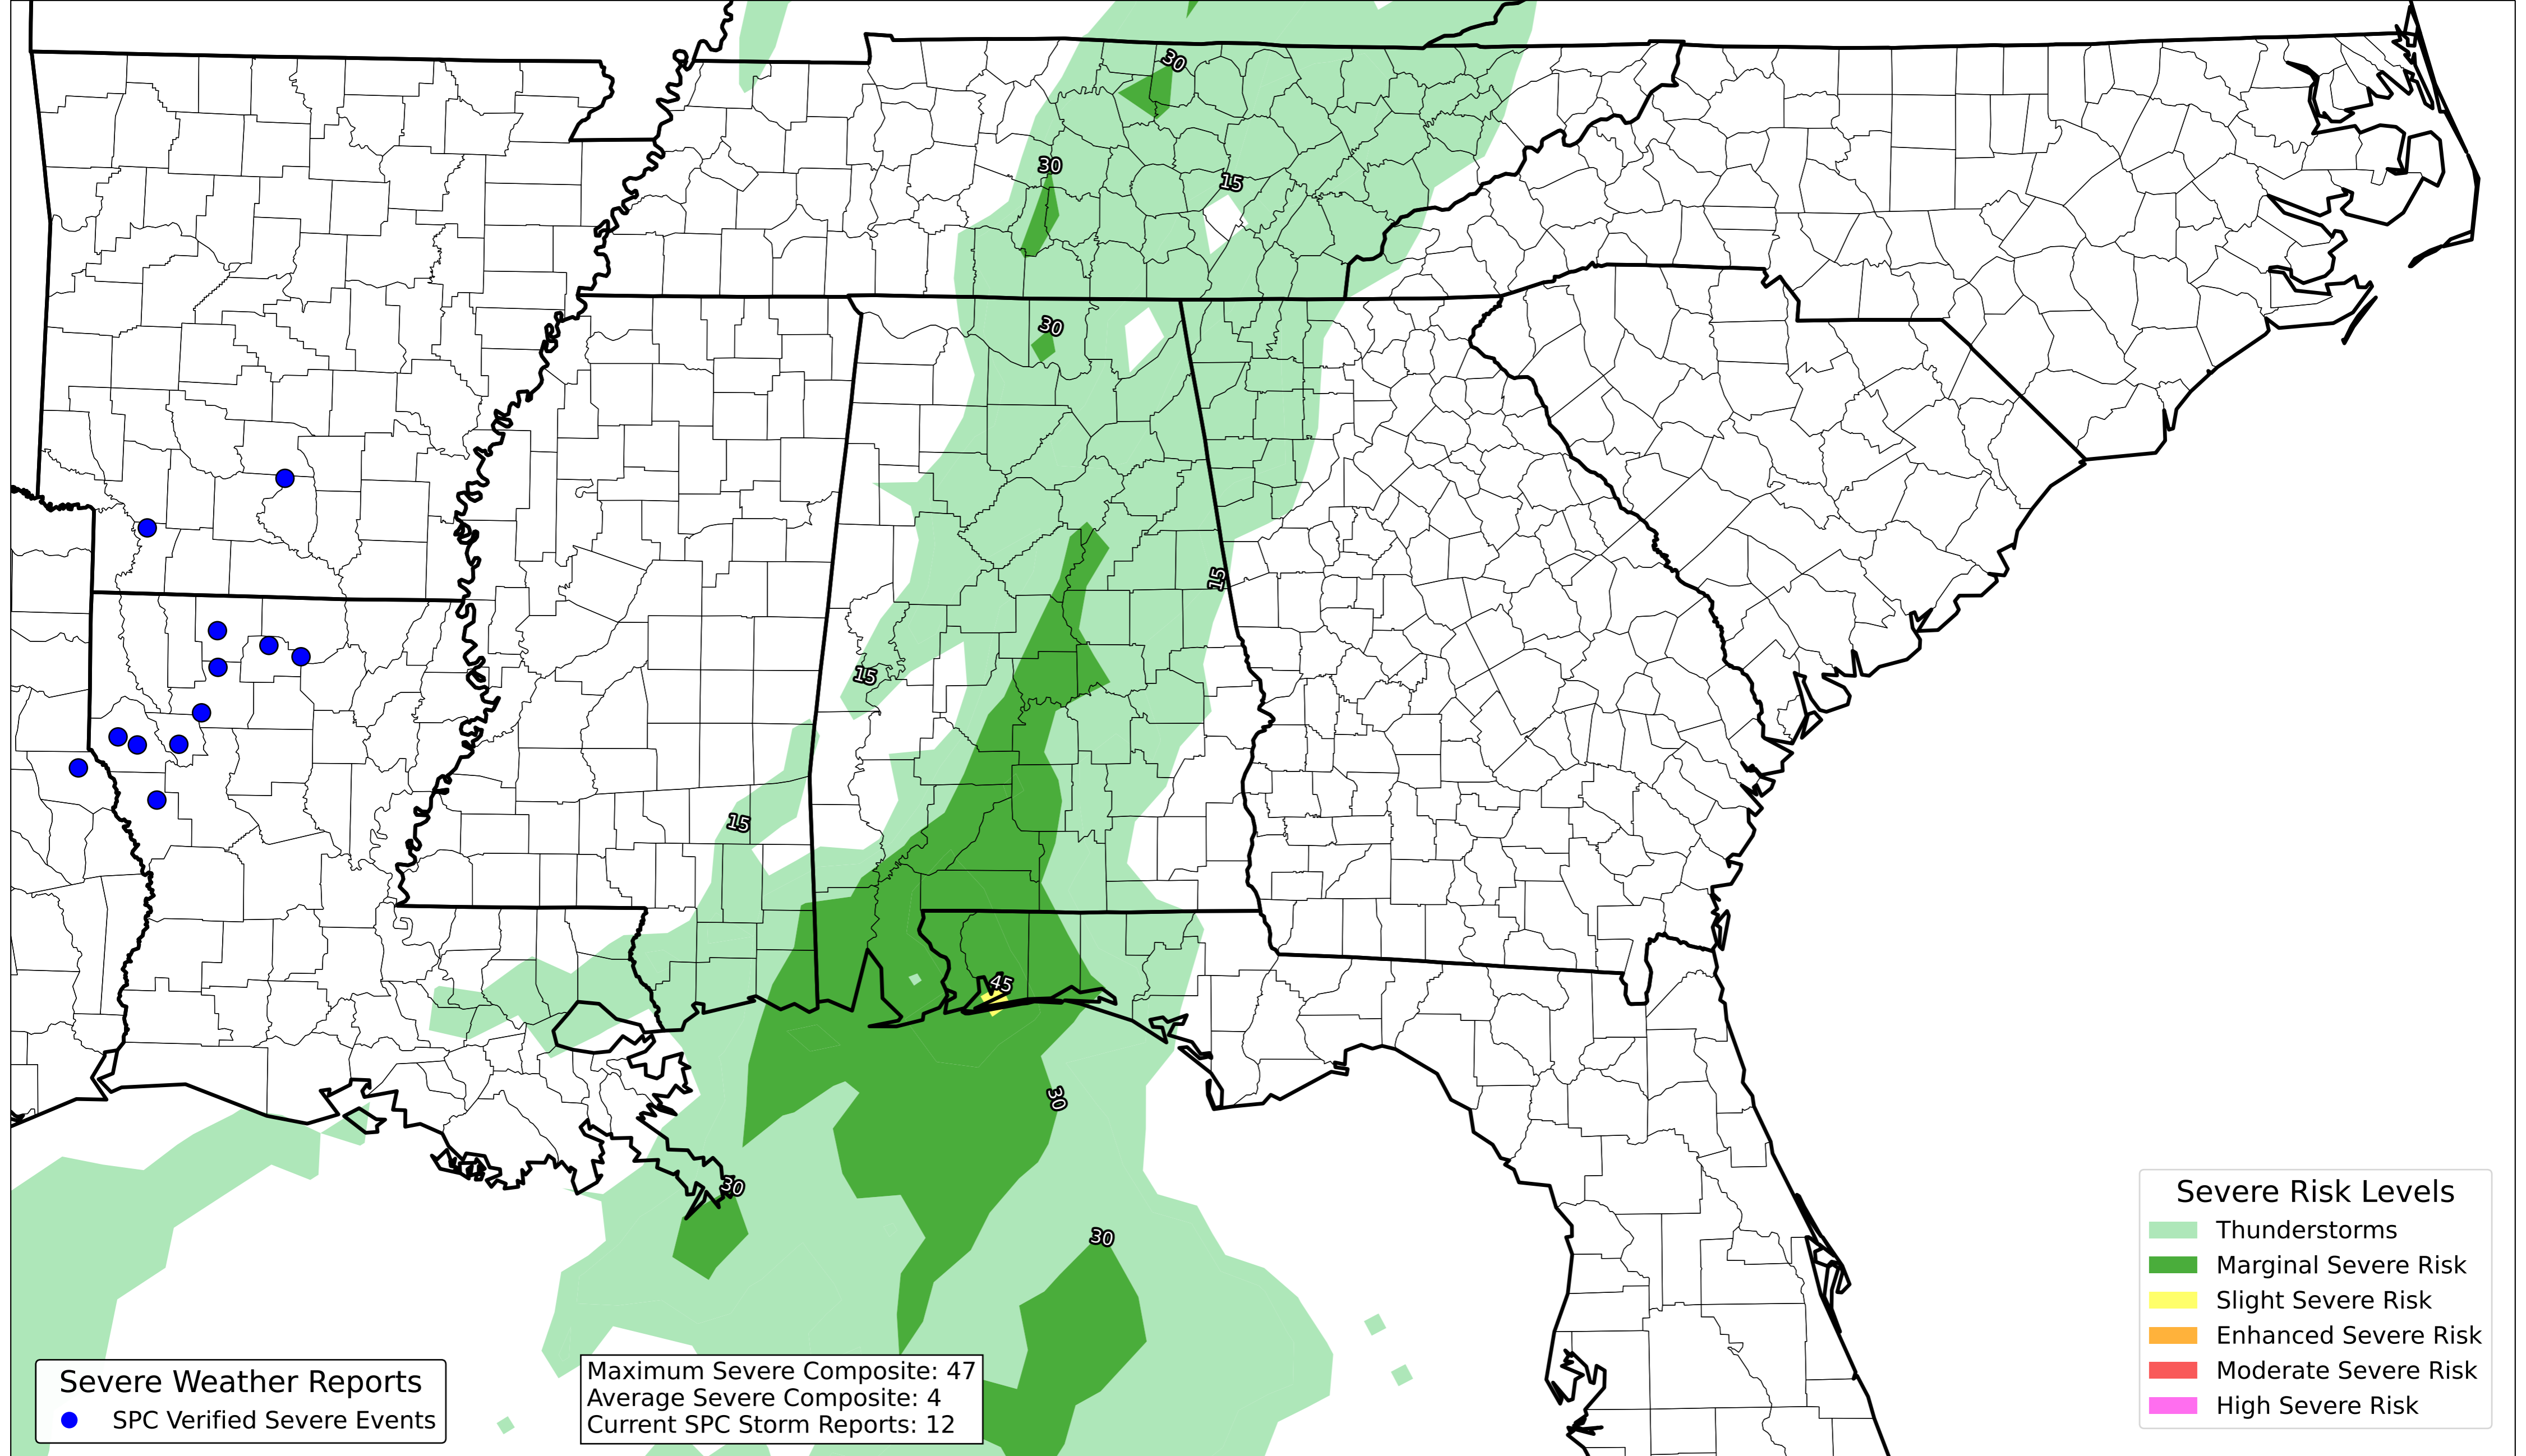 30
30
15
30
15
15
15
45
30
30
30
Severe Risk Levels
Thunderstorms
Marginal Severe Risk
Slight Severe Risk
Enhanced Severe Risk
Moderate Severe Risk
High Severe Risk
Severe Weather Reports
SPC Verified Severe Events
Maximum Severe Composite: 47
Average Severe Composite: 4
Current SPC Storm Reports: 12